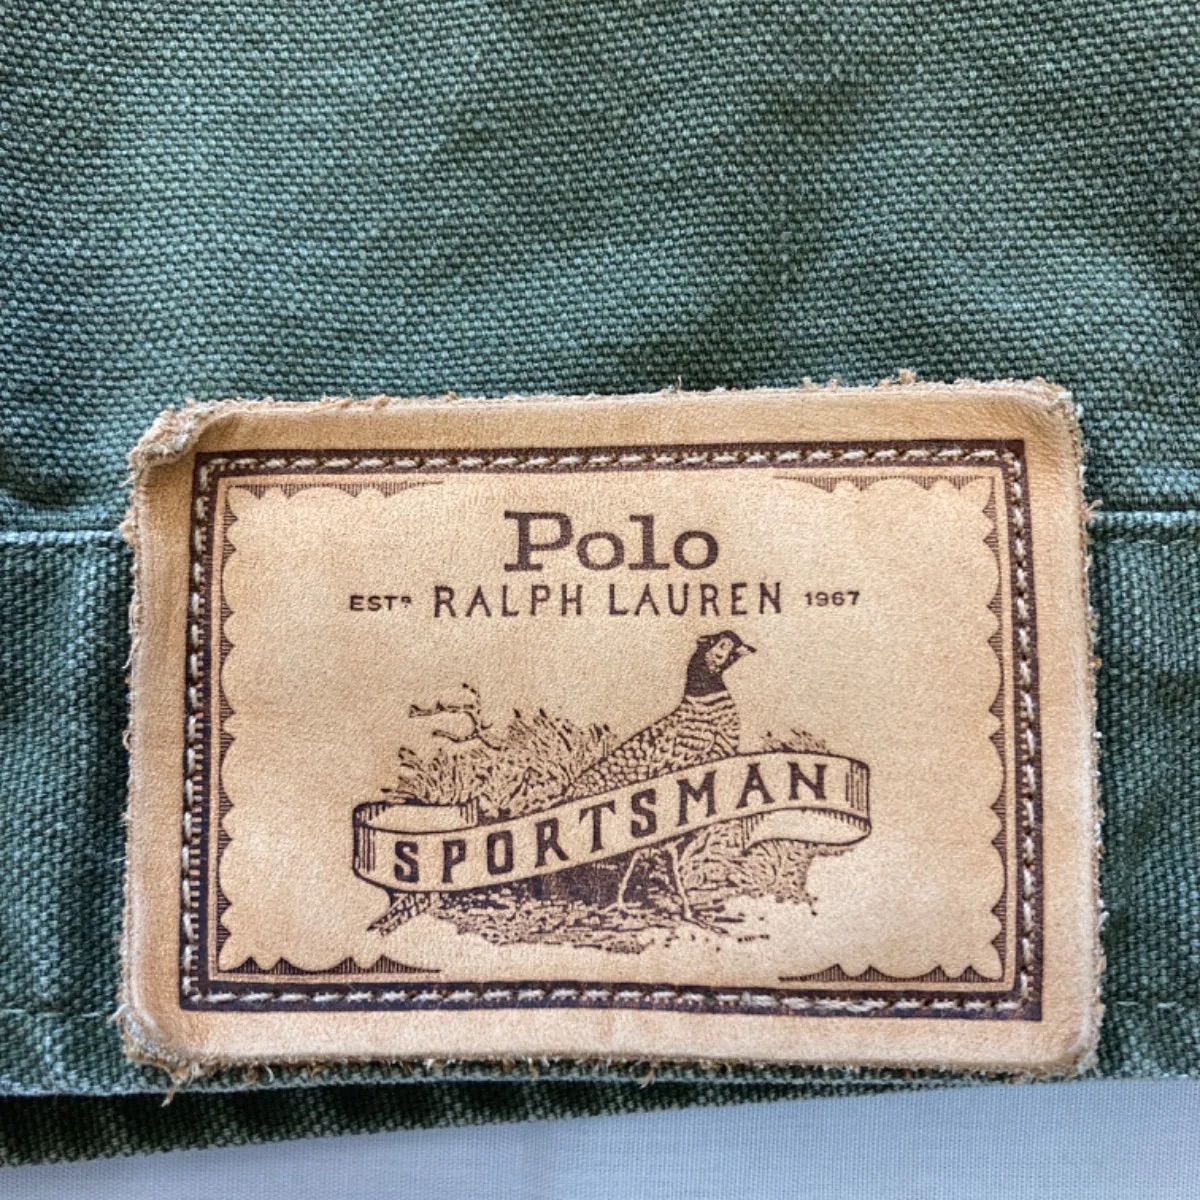 Polo
ESTᴰ RALPH LAUREN 1967
SPORTSMAN